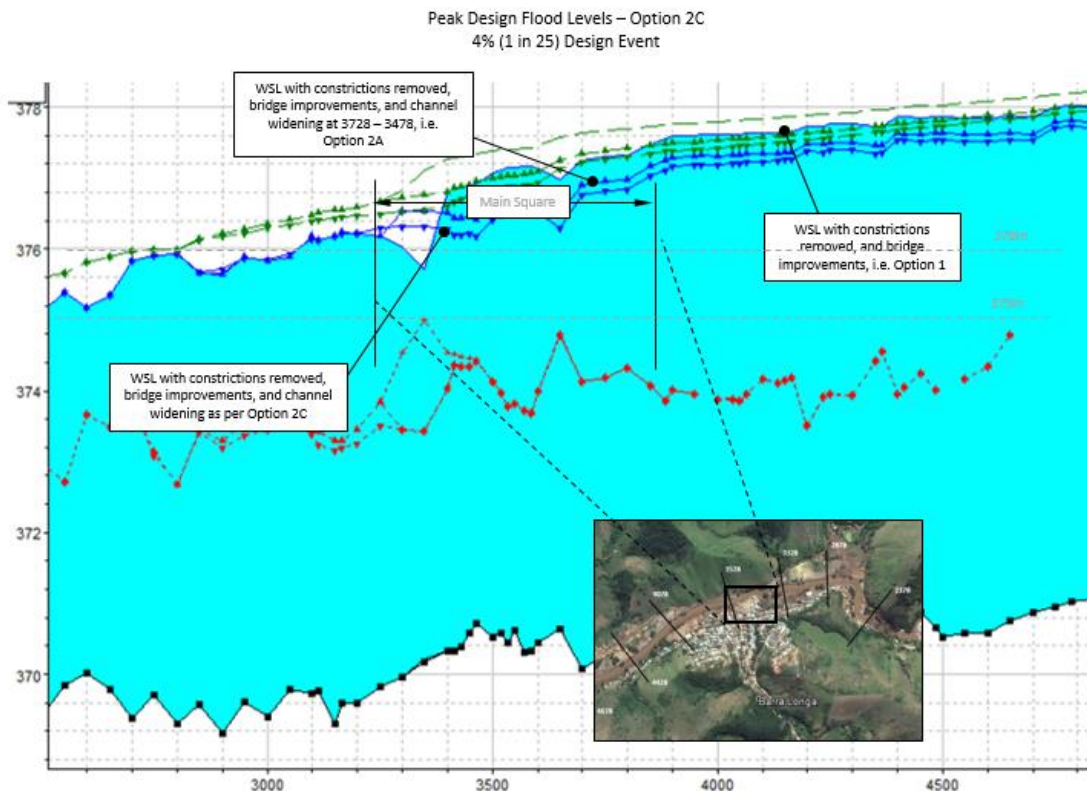 Peak Design Flood Levels – Option 2C
4% (1 in 25) Design Event
WSL with constrictions removed,
bridge improvements, and channel
widening at 3728 – 3478, i.e.
Option 2A
378
Main Square
WSL with constrictions
removed, and bridge
improvements, i.e. Option 1
376
WSL with constrictions removed,
bridge improvements, and channel
widening as per Option 2C
374
372
370
Barra Longa
3000
3500
4000
4500